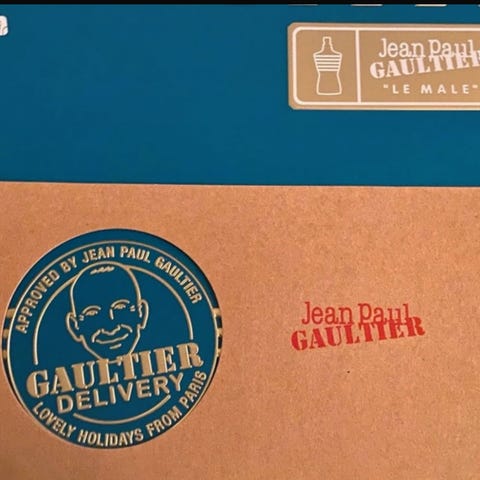 Jean Paul
GAULTIER
"LE MALE"
APPROVED BY JEAN PAUL GAULTIER
GAULTIER
DELIVERY
LOVELY HOLIDAYS FROM PARIS
Jean Paul
GAULTIER